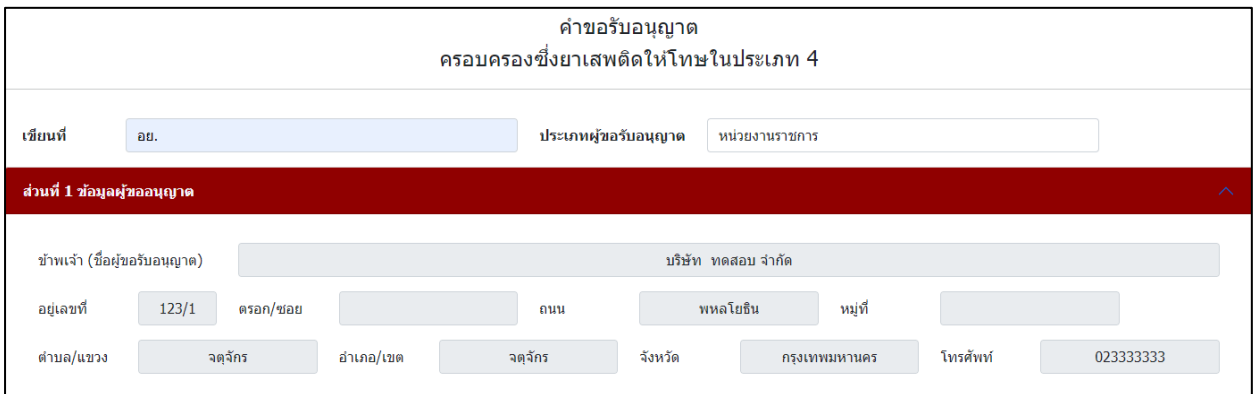 คำขอรับอนุญาต
ครอบครองซึ่งยาเสพติดให้โทษในประเภท 4
เขียนที่ อย. ประเภทผู้ขอรับอนุญาต หน่วยงานราชการ
ส่วนที่ 1 ข้อมูลผู้ขออนุญาต
ข้าพเจ้า (ชื่อผู้ขอรับอนุญาต) บริษัท ทดสอบ จำกัด
อยู่เลขที่ 123/1 ตรอก/ซอย ถนน พหลโยธิน หมู่ที่
ตำบล/แขวง จตุจักร อำเภอ/เขต จตุจักร จังหวัด กรุงเทพมหานคร โทรศัพท์ 023333333